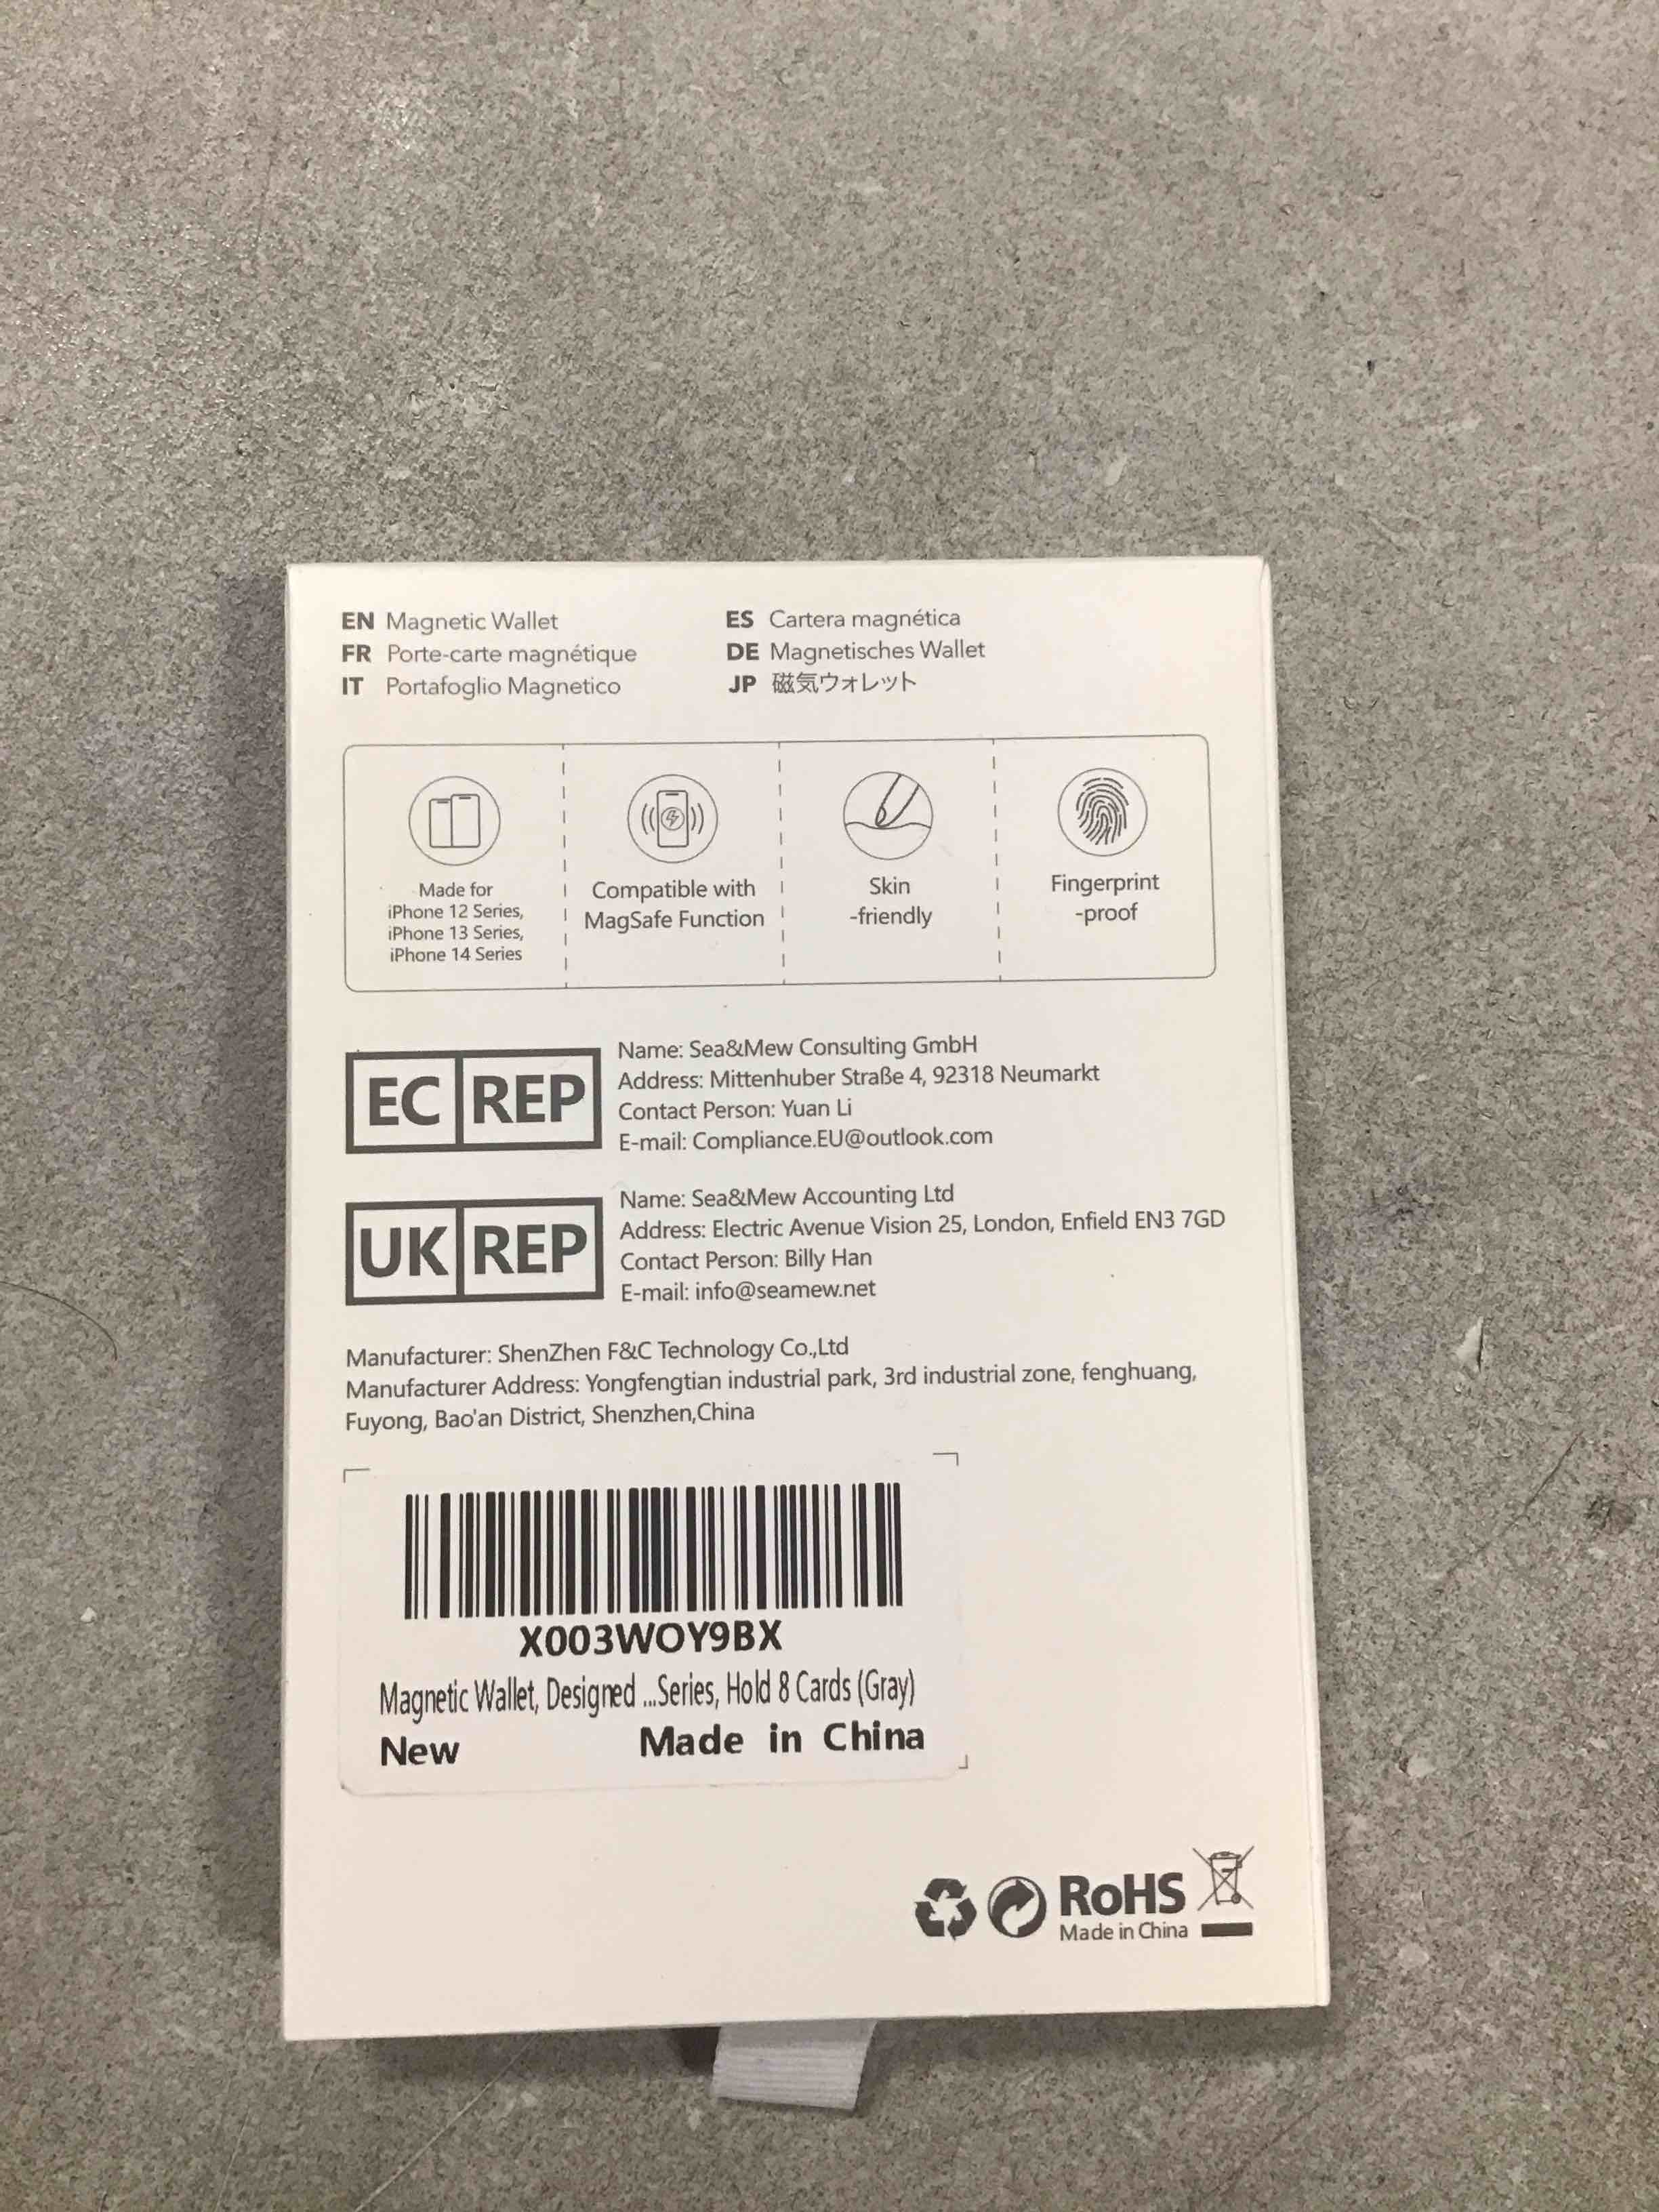 EN Magnetic Wallet
FR Porte-carte magnétique
IT Portafoglio Magnetico
ES Cartera magnética
DE Magnetisches Wallet
JP 磁気ウォレット
Made for
iPhone 12 Series,
iPhone 13 Series,
iPhone 14 Series
Compatible with
MagSafe Function
Skin
-friendly
Fingerprint
-proof
EC REP
Name: Sea&Mew Consulting GmbH
Address: Mittenhuber Straße 4, 92318 Neumarkt
Contact Person: Yuan Li
E-mail: Compliance.EU@outlook.com
UK REP
Name: Sea&Mew Accounting Ltd
Address: Electric Avenue Vision 25, London, Enfield EN3 7GD
Contact Person: Billy Han
E-mail: info@seamew.net
Manufacturer: ShenZhen F&C Technology Co.,Ltd
Manufacturer Address: Yongfengtian industrial park, 3rd industrial zone, fenghuang,
Fuyong, Bao'an District, Shenzhen,China
X003WOY9BX
Magnetic Wallet, Designed ...Series, Hold 8 Cards (Gray)
New Made in China
RoHS
Made in China